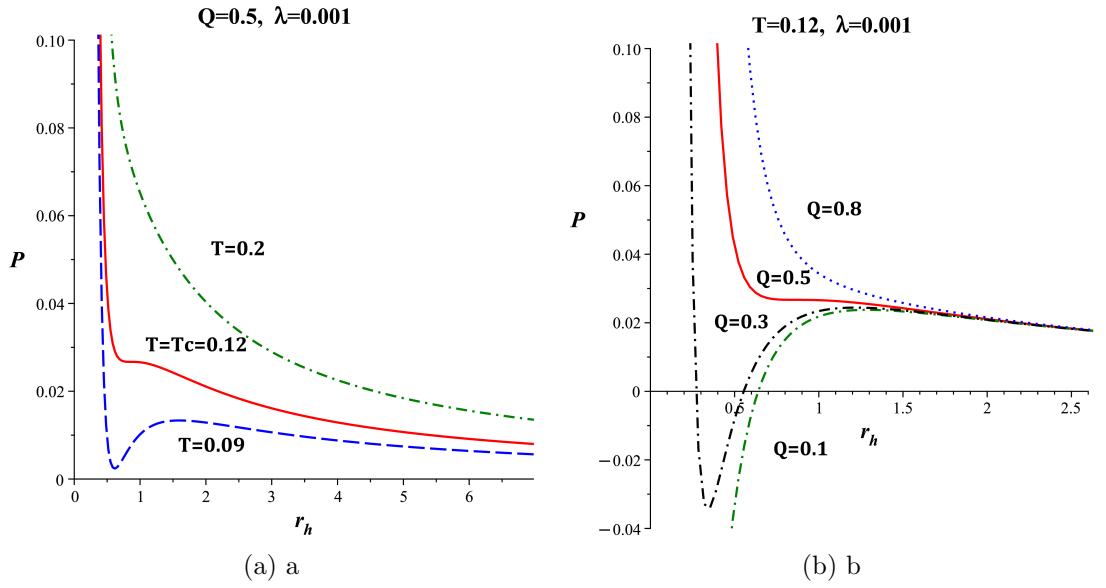 Q=0.5, λ=0.001
0.10
0.08
0.06
P
0.04
0.02
0
0 1 2 3 4 5 6
r_h
T=0.2
T=Tc=0.12
T=0.09
(a) a
T=0.12, λ=0.001
0.10
0.08
0.06
P
0.04
0.02
0
−0.02
−0.04
0.5 1 1.5 2 2.5
r_h
Q=0.8
Q=0.5
Q=0.3
Q=0.1
(b) b